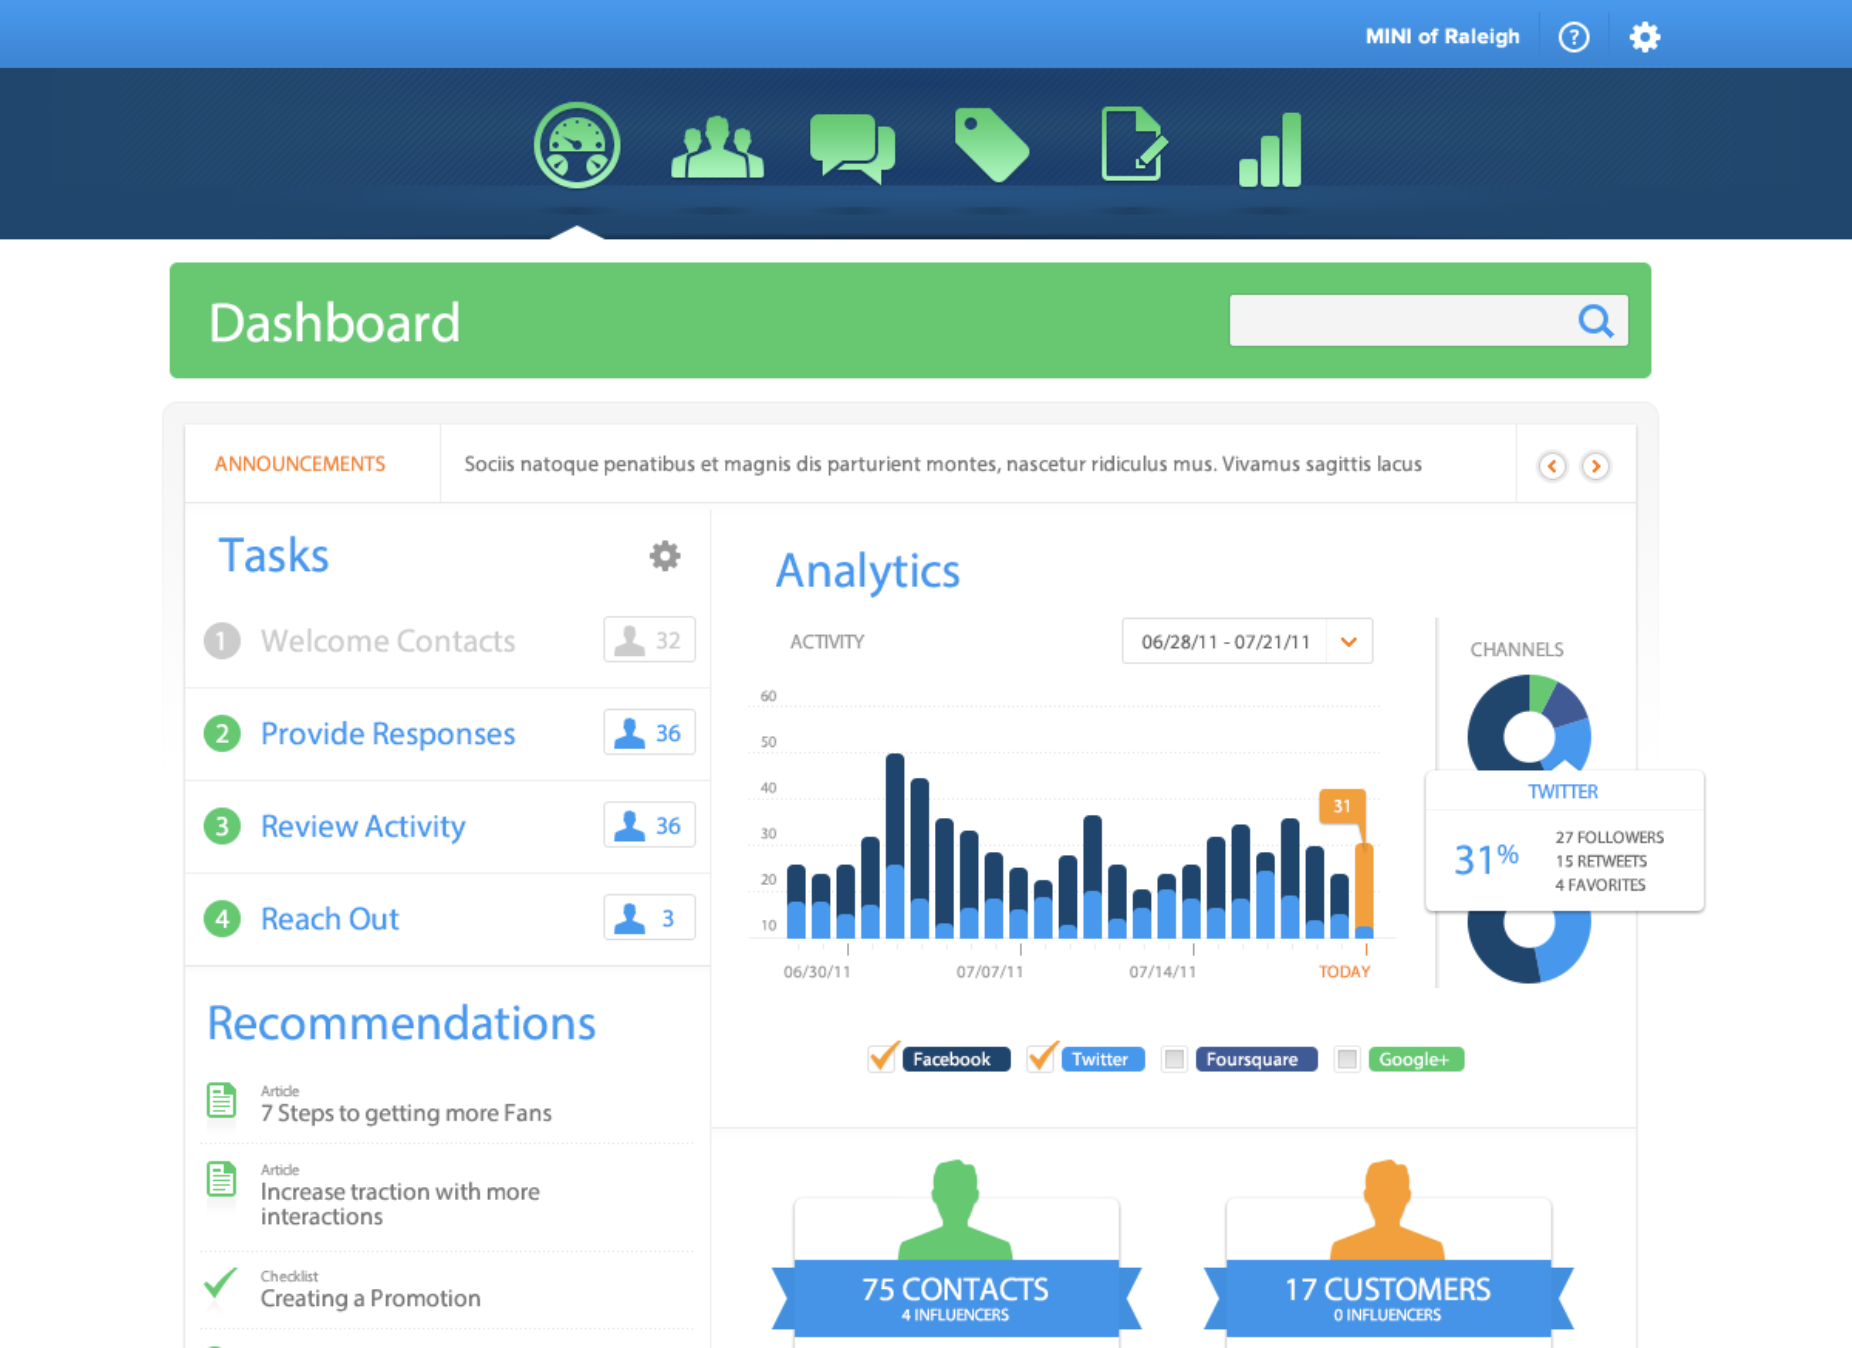 MINI of Raleigh
?
Dashboard
ANNOUNCEMENTS
Sociis natoque penatibus et magnis dis parturient montes, nascetur ridiculus mus. Vivamus sagittis lacus
Tasks
1 Welcome Contacts 32
2 Provide Responses 36
3 Review Activity 36
4 Reach Out 3
Recommendations
Article
7 Steps to getting more Fans
Article
Increase traction with more
interactions
Checklist
Creating a Promotion
Analytics
ACTIVITY
06/28/11 - 07/21/11
60
50
40
30
20
10
31
06/30/11
07/07/11
07/14/11
TODAY
CHANNELS
TWITTER
31%
27 FOLLOWERS
15 RETWEETS
4 FAVORITES
Facebook
Twitter
Foursquare
Google+
75 CONTACTS
4 INFLUENCERS
17 CUSTOMERS
0 INFLUENCERS